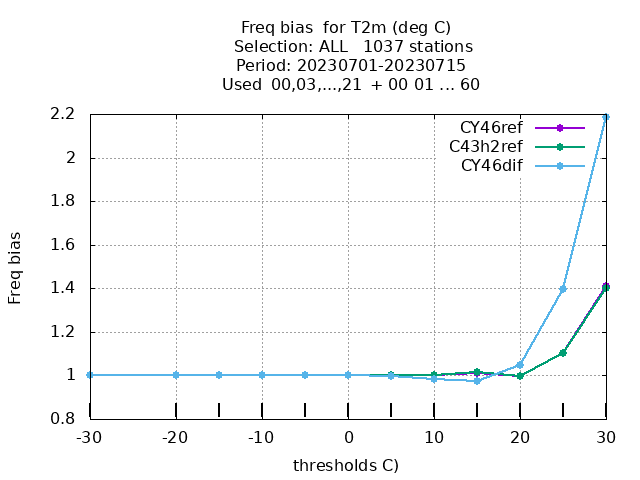 Freq bias  for T2m (deg C)
Selection: ALL   1037 stations
Period: 20230701-20230715
Used  00,03,...,21  + 00 01 ... 60
CY46ref
C43h2ref
CY46dif
2.2
2
1.8
1.6
1.4
1.2
1
0.8
Freq bias
-30
-20
-10
0
10
20
30
thresholds C)